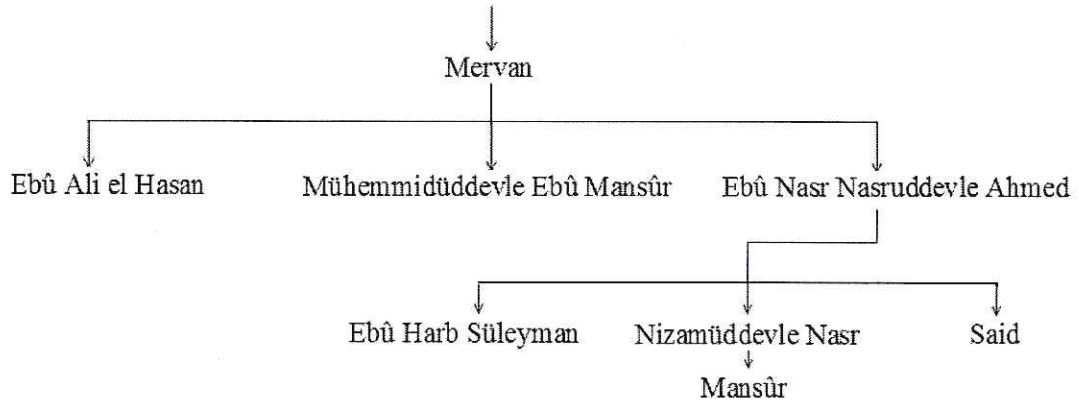 Mervan
Ebû Ali el Hasan Mühemmidüddevle Ebû Mansûr Ebû Nasr Nasruddevle Ahmed
Ebû Harb Süleyman Nizamüddevle Nasr Said
Mansûr